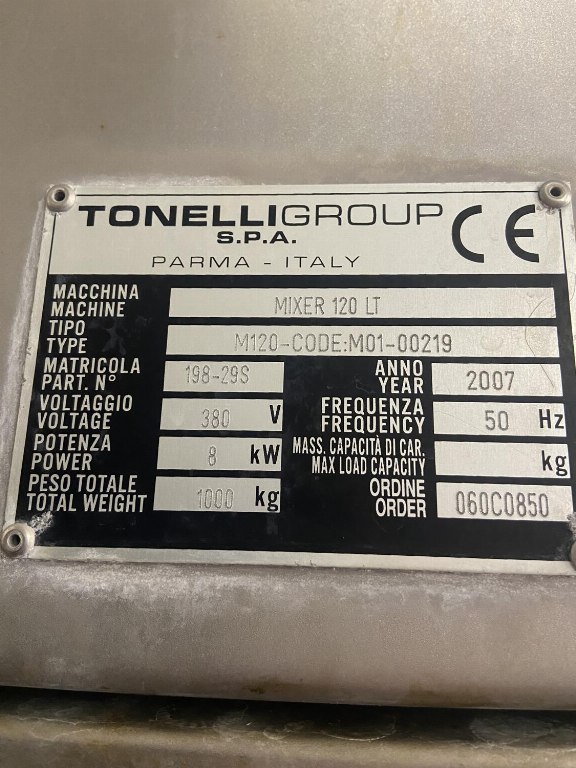 TONELLIGROUP CE
S.P.A.
PARMA - ITALY
MACCHINA
MACHINE MIXER 120 LT
TIPO
TYPE M120-CODE:M01-00219
MATRICOLA
PART. N° 198-29S
ANNO
YEAR 2007
VOLTAGGIO
VOLTAGE 380 V
FREQUENZA
FREQUENCY 50 Hz
POTENZA
POWER 8 kW
MASS. CAPACITÀ DI CAR.
MAX LOAD CAPACITY kg
PESO TOTALE
TOTAL WEIGHT 1000 kg
ORDINE
ORDER 060C0850